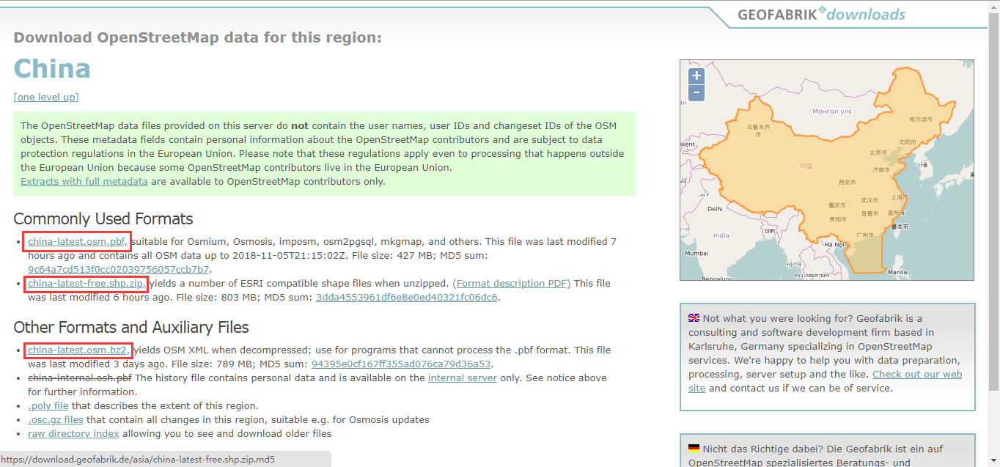 GEOFABRIK downloads
Download OpenStreetMap data for this region:
China
[one level up]
The OpenStreetMap data files provided on this server do not contain the user names, user IDs and changeset IDs of the OSM
objects. These metadata fields contain personal information about the OpenStreetMap contributors and are subject to data
protection regulations in the European Union. Please note that these regulations apply even to processing that happens outside
the European Union because some OpenStreetMap contributors live in the European Union.
Extracts with full metadata are available to OpenStreetMap contributors only.
Commonly Used Formats
• china-latest.osm.pbf, suitable for Osmium, Osmosis, imposm, osm2pgsql, mkgmap, and others. This file was last modified 7
hours ago and contains all OSM data up to 2018-11-05T21:15:02Z. File size: 427 MB; MD5 sum:
9c64a7cd513f0cc02039756057ccb7b7.
• china-latest-free.shp.zip, yields a number of ESRI compatible shape files when unzipped. (Format description PDF) This file
was last modified 6 hours ago. File size: 803 MB; MD5 sum: 3dda4553961df6e8e0ed40321fc06dc6.
Other Formats and Auxiliary Files
• china-latest.osm.bz2, yields OSM XML when decompressed; use for programs that cannot process the .pbf format. This file
was last modified 3 days ago. File size: 789 MB; MD5 sum: 94395e0cf167ff355ad076ca79d36a53.
• china-internal.osh.pbf The history file contains personal data and is available on the internal server only. See notice above
for further information.
• .poly file that describes the extent of this region.
• .osc.gz files that contain all changes in this region, suitable e.g. for Osmosis updates
• raw directory index allowing you to see and download older files
https://download.geofabrik.de/asia/china-latest-free.shp.zip.md5
+
-
Монгол улс
哈尔滨市
乌鲁木齐
市
沈阳市
kent
北京市
中国
济南市
서울
西安市
Delhi
重庆市
武汉市
上海市
贵阳市
宜春市
温州市
臺北市
India
ঢাকা
广州市
Hà Nội
Mumbai
Manila
Bengaluru
Not what you were looking for? Geofabrik is a
consulting and software development firm based in
Karlsruhe, Germany specializing in OpenStreetMap
services. We're happy to help you with data preparation,
processing, server setup and the like. Check out our web
site and contact us if we can be of service.
Nicht das Richtige dabei? Die Geofabrik ist ein auf
OpenStreetMap spezialisiertes Beratungs- und